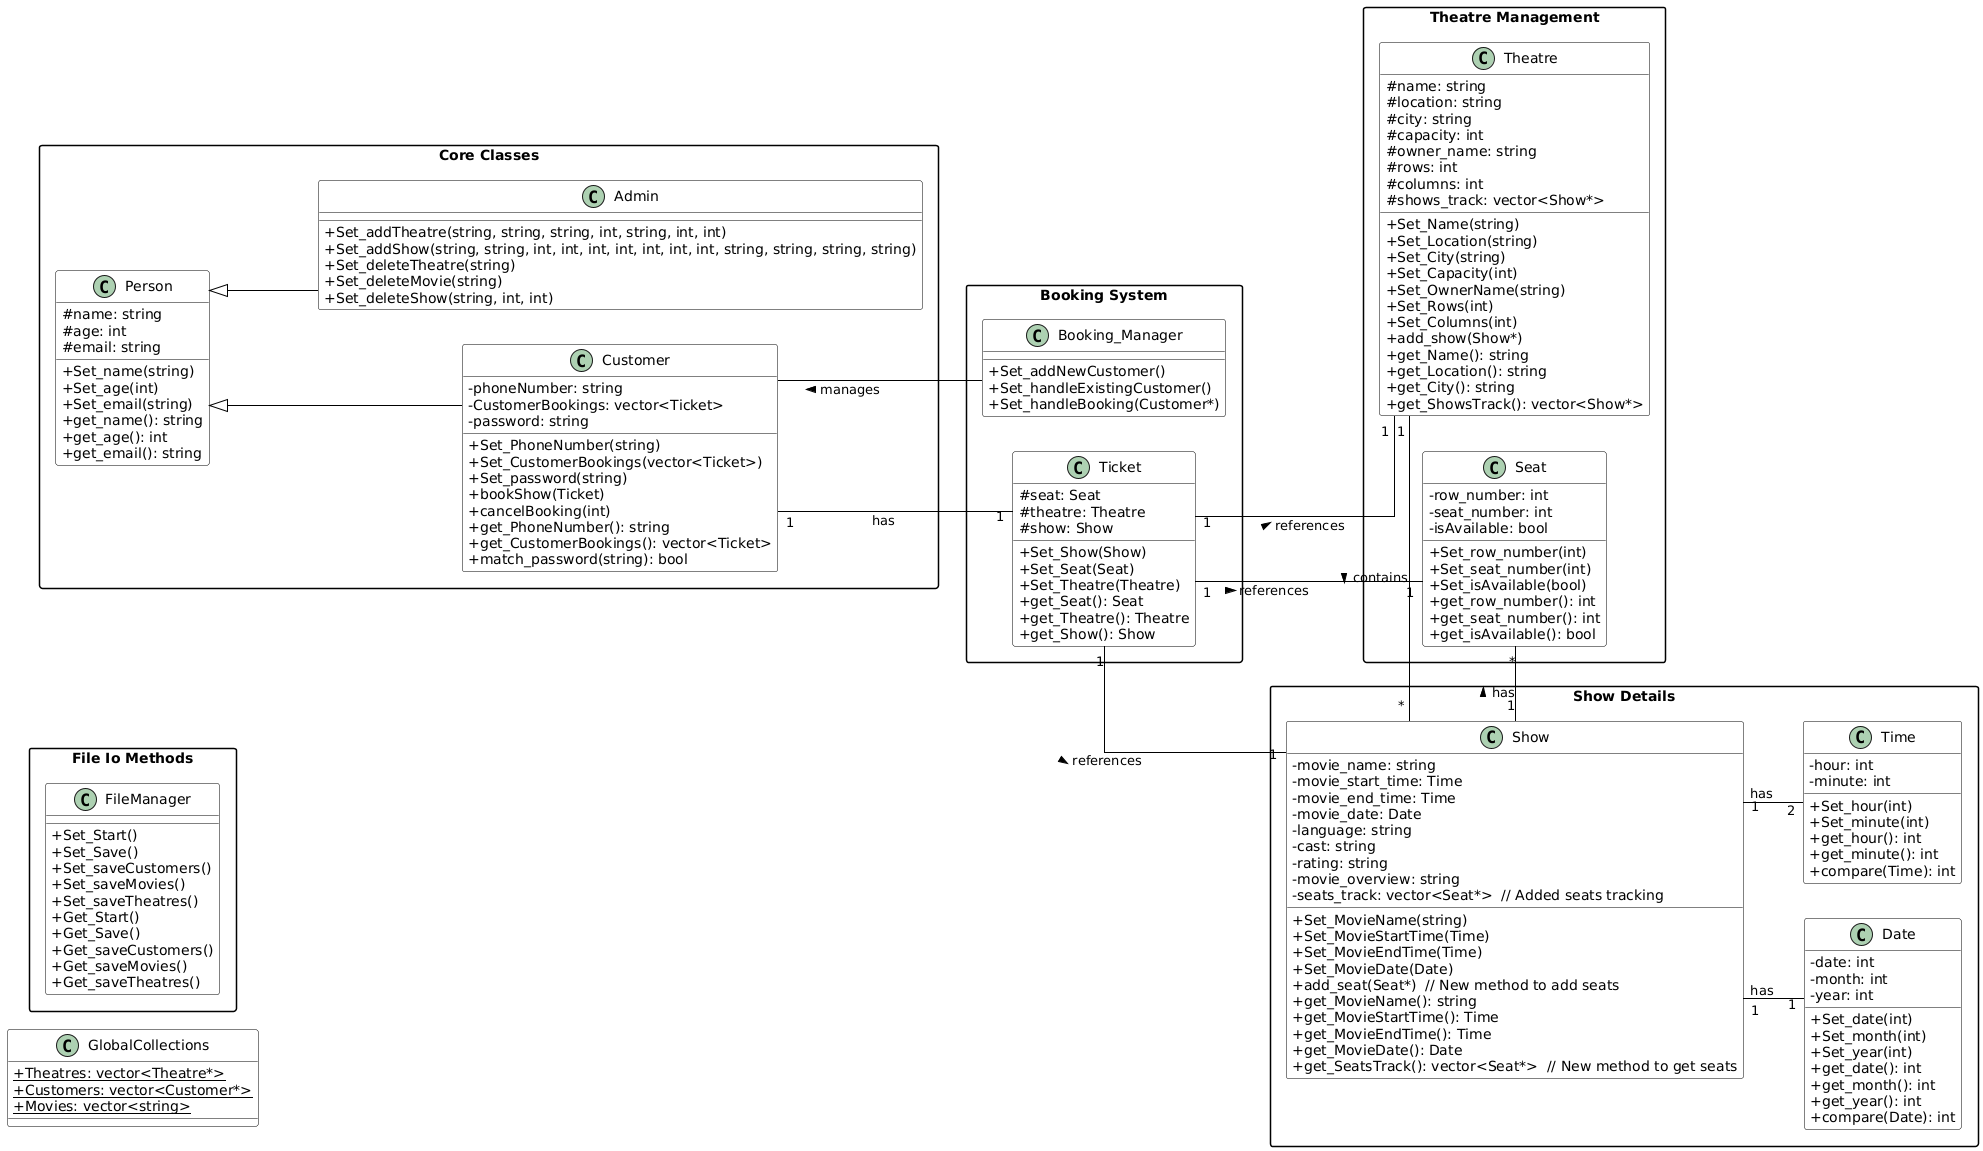 Theatre Management
C Theatre
#name: string
#location: string
#city: string
#capacity: int
#owner_name: string
#rows: int
#columns: int
#shows_track: vector<Show*>
+Set_Name(string)
+Set_Location(string)
+Set_City(string)
+Set_Capacity(int)
+Set_OwnerName(string)
+Set_Rows(int)
+Set_Columns(int)
+add_show(Show*)
+get_Name(): string
+get_Location(): string
+get_City(): string
+get_ShowsTrack(): vector<Show*>
Core Classes
C Admin
+Set_addTheatre(string, string, string, int, string, int, int)
+Set_addShow(string, string, int, int, int, int, int, int, int, string, string, string, string)
+Set_deleteTheatre(string)
+Set_deleteMovie(string)
+Set_deleteShow(string, int, int)
C Person
#name: string
#age: int
#email: string
+Set_name(string)
+Set_age(int)
+Set_email(string)
+get_name(): string
+get_age(): int
+get_email(): string
C Customer
-phoneNumber: string
-CustomerBookings: vector<Ticket>
-password: string
+Set_PhoneNumber(string)
+Set_CustomerBookings(vector<Ticket>)
+Set_password(string)
+bookShow(Ticket)
+cancelBooking(int)
+get_PhoneNumber(): string
+get_CustomerBookings(): vector<Ticket>
+match_password(string): bool
manages
1 has 1
Booking System
C Booking_Manager
+Set_addNewCustomer()
+Set_handleExistingCustomer()
+Set_handleBooking(Customer*)
C Ticket
#seat: Seat
#theatre: Theatre
#show: Show
+Set_Show(Show)
+Set_Seat(Seat)
+Set_Theatre(Theatre)
+get_Seat(): Seat
+get_Theatre(): Theatre
+get_Show(): Show
1 1
1 references
contains
1 references 1
C Seat
-row_number: int
-seat_number: int
-isAvailable: bool
+Set_row_number(int)
+Set_seat_number(int)
+Set_isAvailable(bool)
+get_row_number(): int
+get_seat_number(): int
+get_isAvailable(): bool
1
*
has
* 1
references 1
Show Details
C Show
-movie_name: string
-movie_start_time: Time
-movie_end_time: Time
-movie_date: Date
-language: string
-cast: string
-rating: string
-movie_overview: string
-seats_track: vector<Seat*>  // Added seats tracking
+Set_MovieName(string)
+Set_MovieStartTime(Time)
+Set_MovieEndTime(Time)
+Set_MovieDate(Date)
+add_seat(Seat*)  // New method to add seats
+get_MovieName(): string
+get_MovieStartTime(): Time
+get_MovieEndTime(): Time
+get_MovieDate(): Date
+get_SeatsTrack(): vector<Seat*>  // New method to get seats
has
1 2
C Time
-hour: int
-minute: int
+Set_hour(int)
+Set_minute(int)
+get_hour(): int
+get_minute(): int
+compare(Time): int
has
1 1
C Date
-date: int
-month: int
-year: int
+Set_date(int)
+Set_month(int)
+Set_year(int)
+get_date(): int
+get_month(): int
+get_year(): int
+compare(Date): int
File Io Methods
C FileManager
+Set_Start()
+Set_Save()
+Set_saveCustomers()
+Set_saveMovies()
+Set_saveTheatres()
+Get_Start()
+Get_Save()
+Get_saveCustomers()
+Get_saveMovies()
+Get_saveTheatres()
C GlobalCollections
+Theatres: vector<Theatre*>
+Customers: vector<Customer*>
+Movies: vector<string>